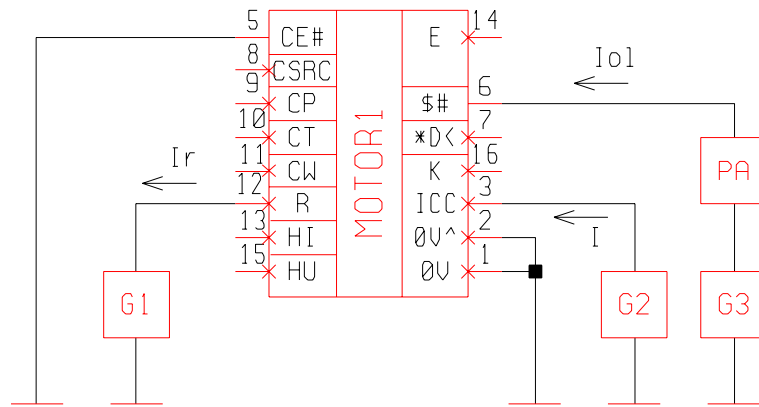 5 CE# E 14
8 CSRC
Iol
9 CP $# 6
10 CT *D< 7
MOTOR1
PA
Ir 11 CW K 16
12 R ICC 3
13 HI 0V^ 2
I
15 HU 0V 1
G1 G2 G3